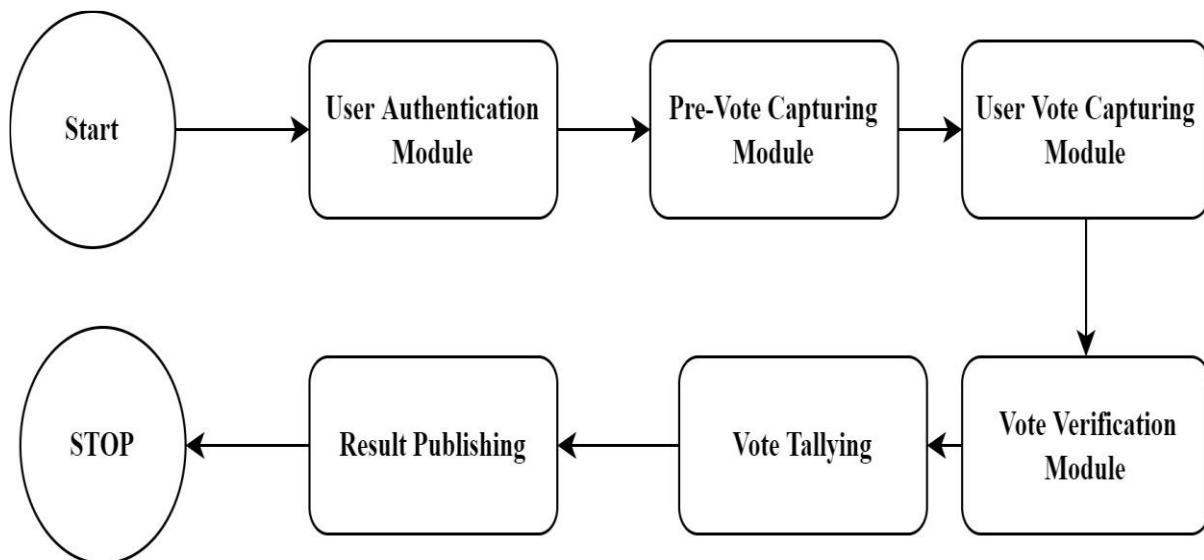 Start
User Authentication
Module
Pre-Vote Capturing
Module
User Vote Capturing
Module
Vote Verification
Module
Vote Tallying
Result Publishing
STOP